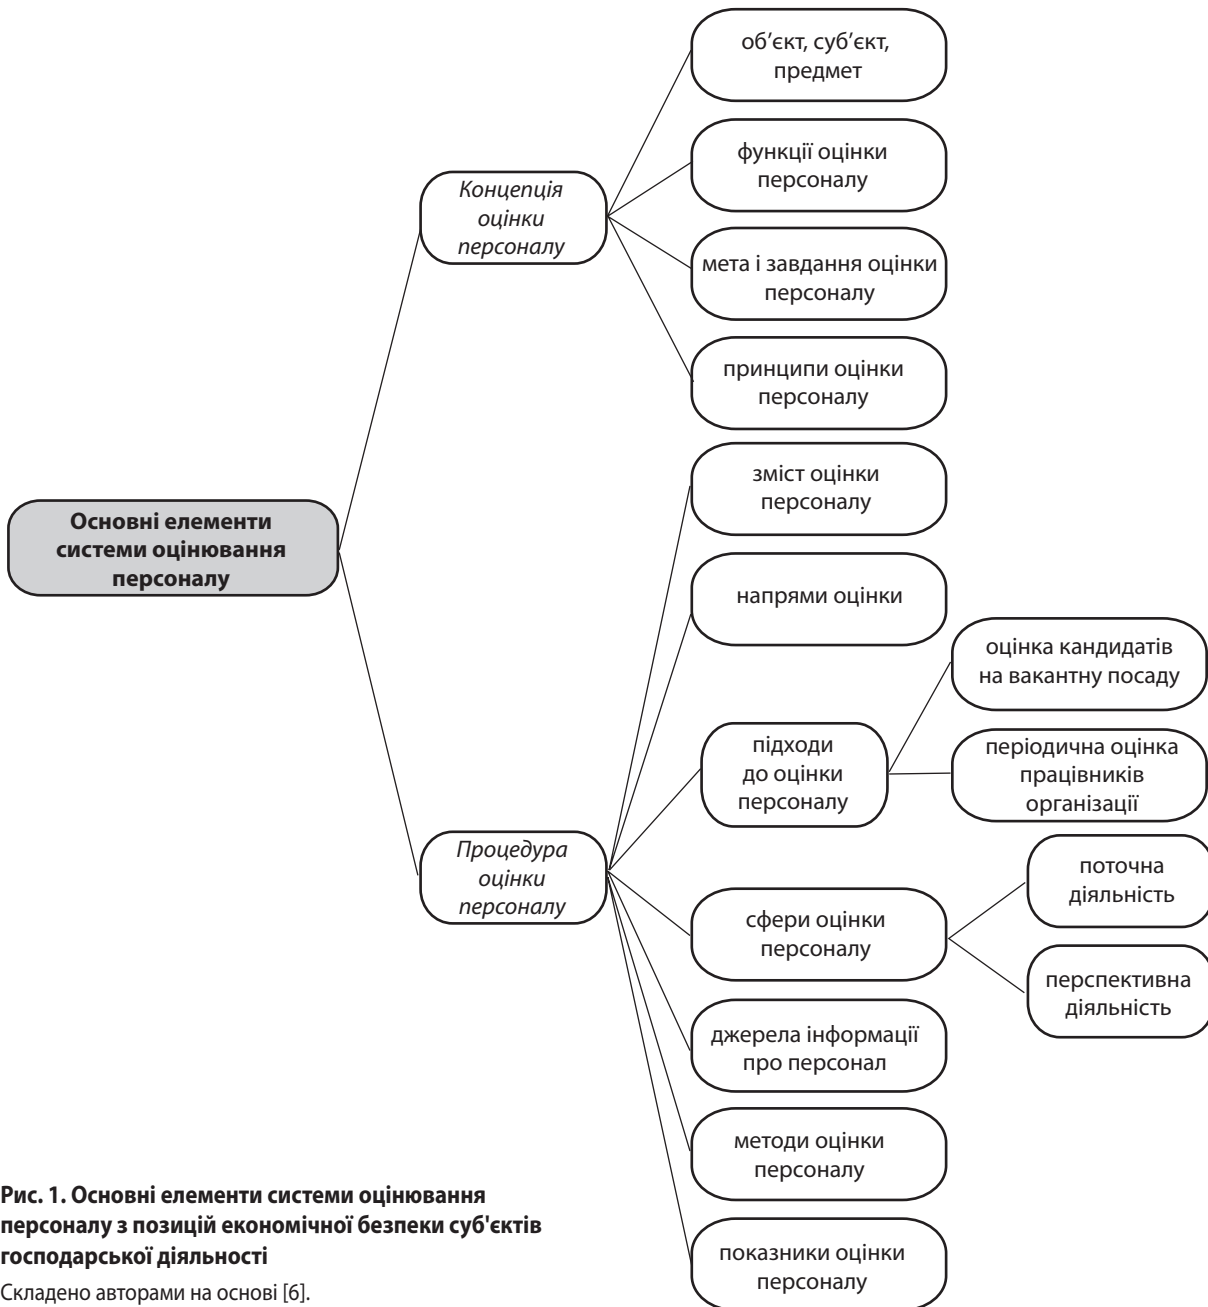 об’єкт, суб’єкт,
предмет
функції оцінки
персоналу
Концепція
оцінки
персоналу
мета і завдання оцінки
персоналу
принципи оцінки
персоналу
зміст оцінки
персоналу
Основні елементи
системи оцінювання
персоналу
напрями оцінки
оцінка кандидатів
на вакантну посаду
підходи
до оцінки
персоналу
періодична оцінка
працівників
організації
Процедура
оцінки
персоналу
поточна
діяльність
сфери оцінки
персоналу
перспективна
діяльність
джерела інформації
про персонал
методи оцінки
персоналу
показники оцінки
персоналу
Рис. 1. Основні елементи системи оцінювання
персоналу з позицій економічної безпеки суб'єктів
господарської діяльності
Складено авторами на основі [6].